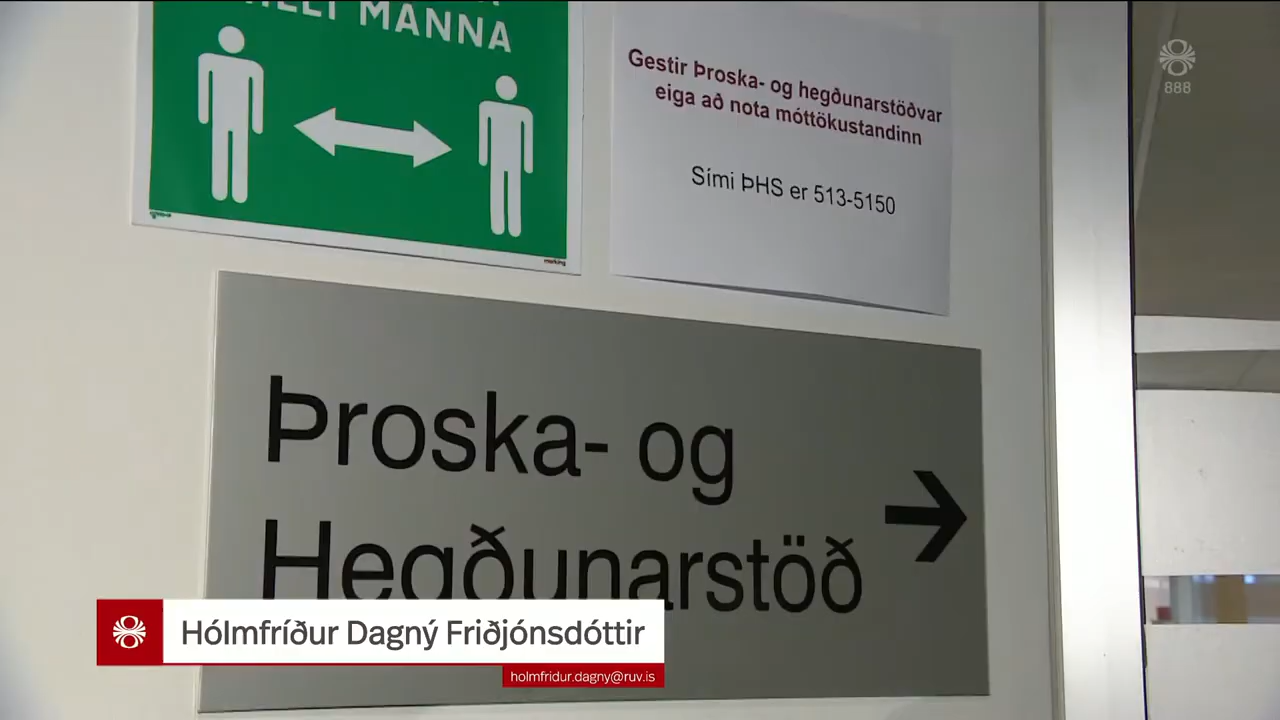 MANNA
Gestir Þroska- og hegðunarstöðvar
eiga að nota móttökustandinn
Sími ÞHS er 513-5150
888
Þroska- og
Hegðunarstöð
Hólmfríður Dagný Friðjónsdóttir
holmfridur.dagny@ruv.is
merking